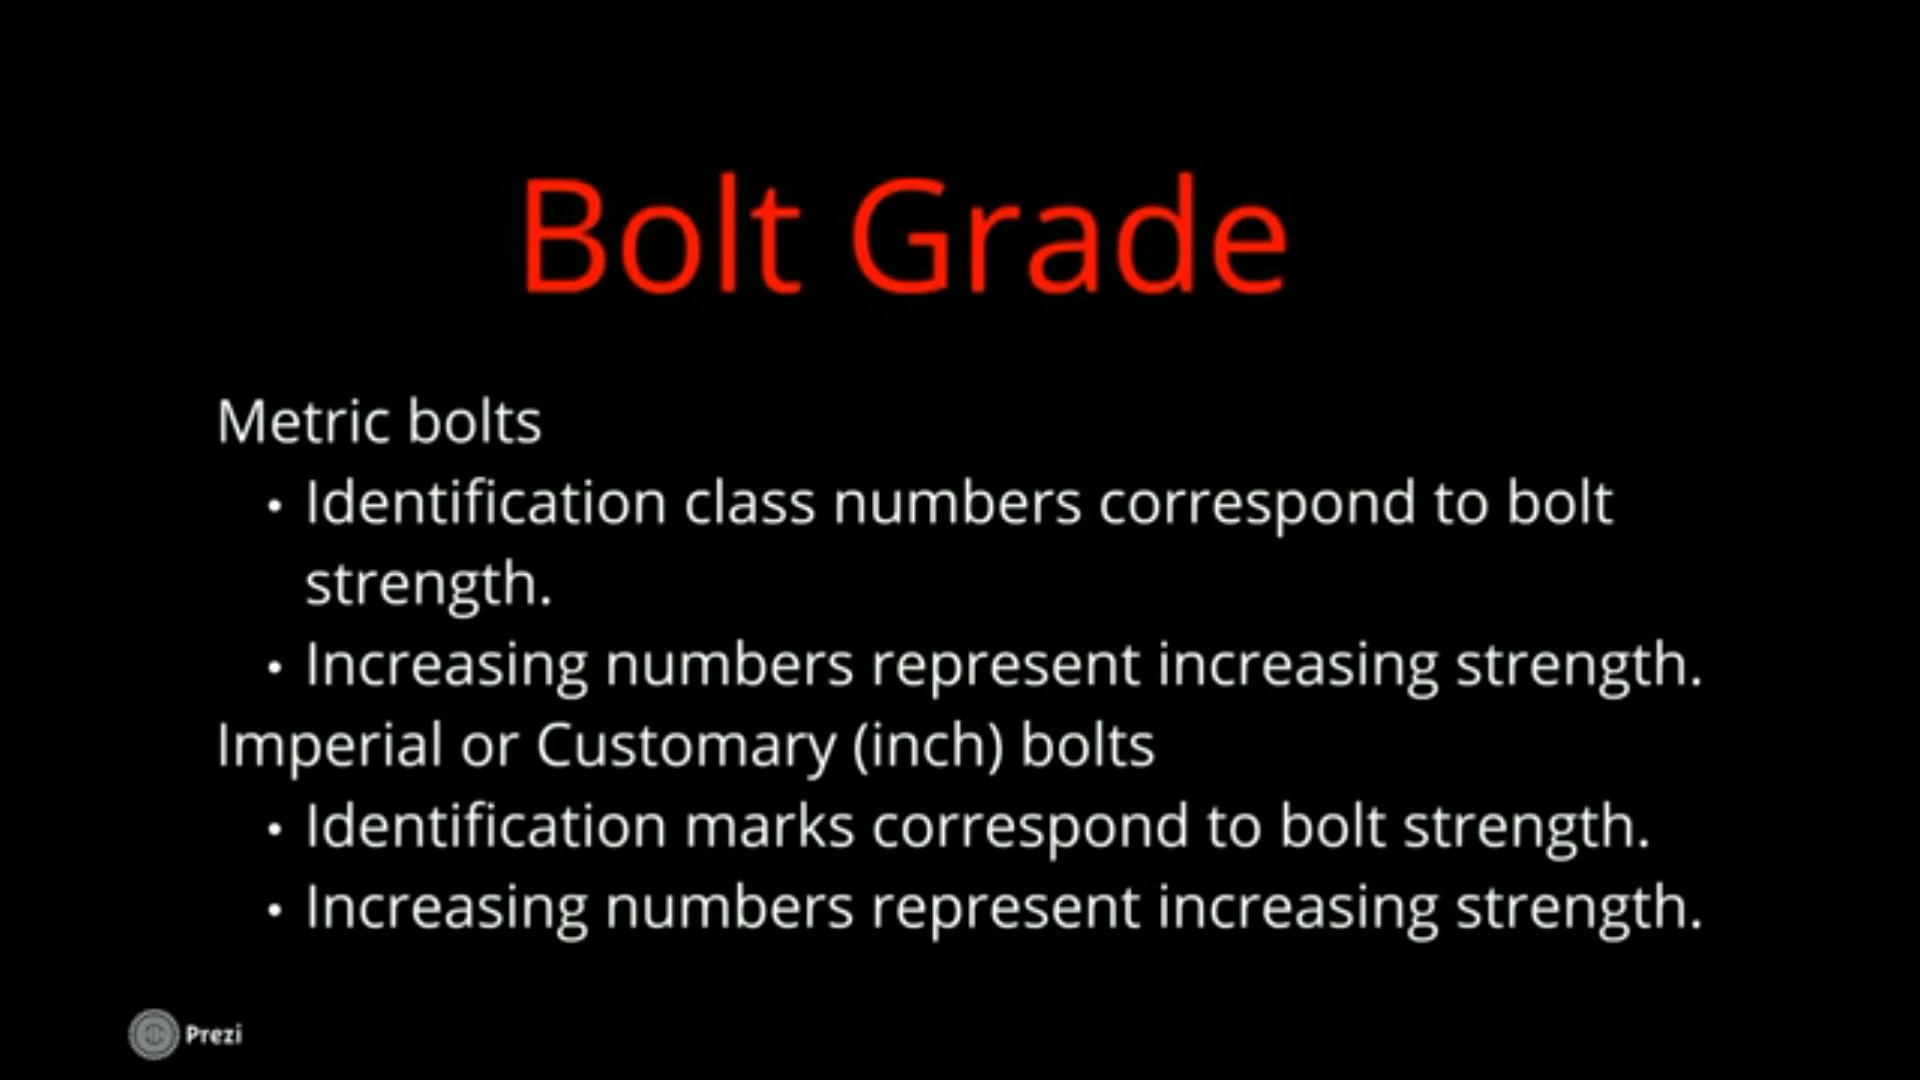 Bolt Grade
Metric bolts
• Identification class numbers correspond to bolt
strength.
• Increasing numbers represent increasing strength.
Imperial or Customary (inch) bolts
• Identification marks correspond to bolt strength.
• Increasing numbers represent increasing strength.
Prezi